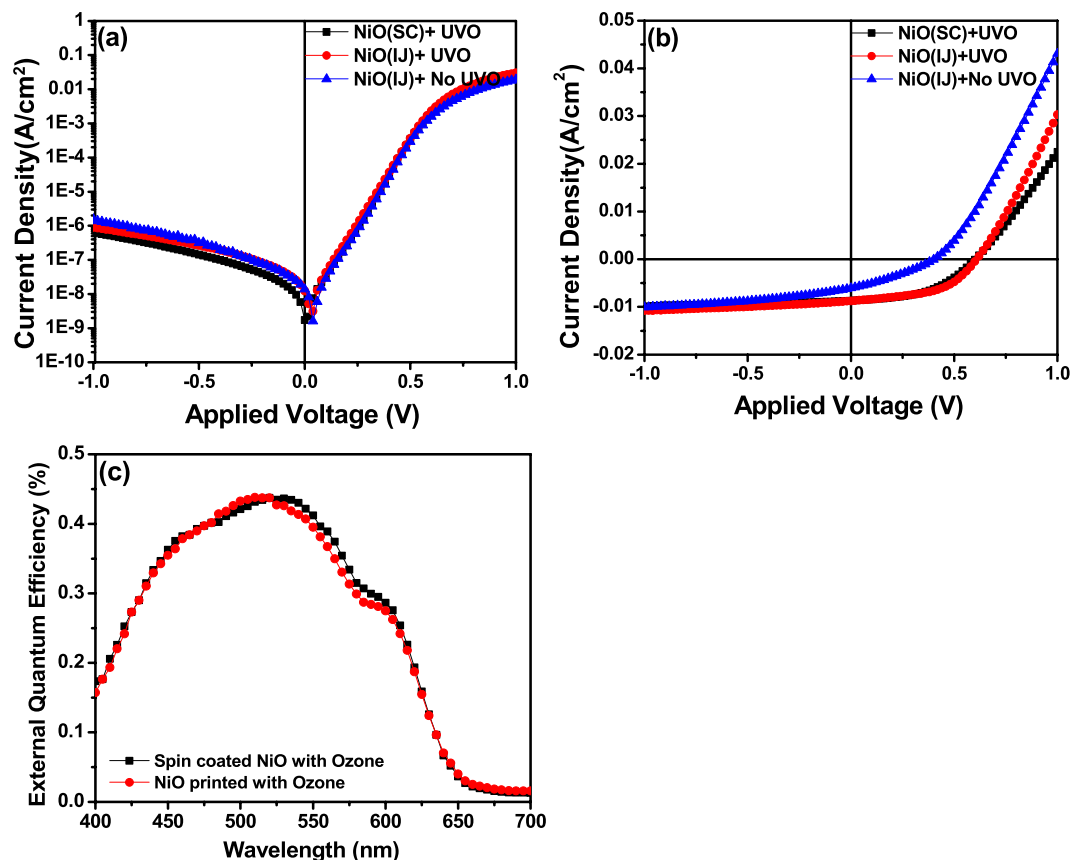 (a)
NiO(SC)+ UVO
NiO(IJ)+ UVO
NiO(IJ)+ No UVO
Current Density(A/cm²)
1
0.1
0.01
1E-3
1E-4
1E-5
1E-6
1E-7
1E-8
1E-9
1E-10
-1.0
-0.5
0.0
0.5
1.0
Applied Voltage (V)
(b)
NiO(SC)+UVO
NiO(IJ)+UVO
NiO(IJ)+No UVO
Current Density(A/cm²)
0.05
0.04
0.03
0.02
0.01
0.00
-0.01
-0.02
-1.0
-0.5
0.0
0.5
1.0
Applied Voltage (V)
(c)
External Quantum Efficiency (%)
0.5
0.4
0.3
0.2
0.1
0.0
Spin coated NiO with Ozone
NiO printed with Ozone
400
450
500
550
600
650
700
Wavelength (nm)